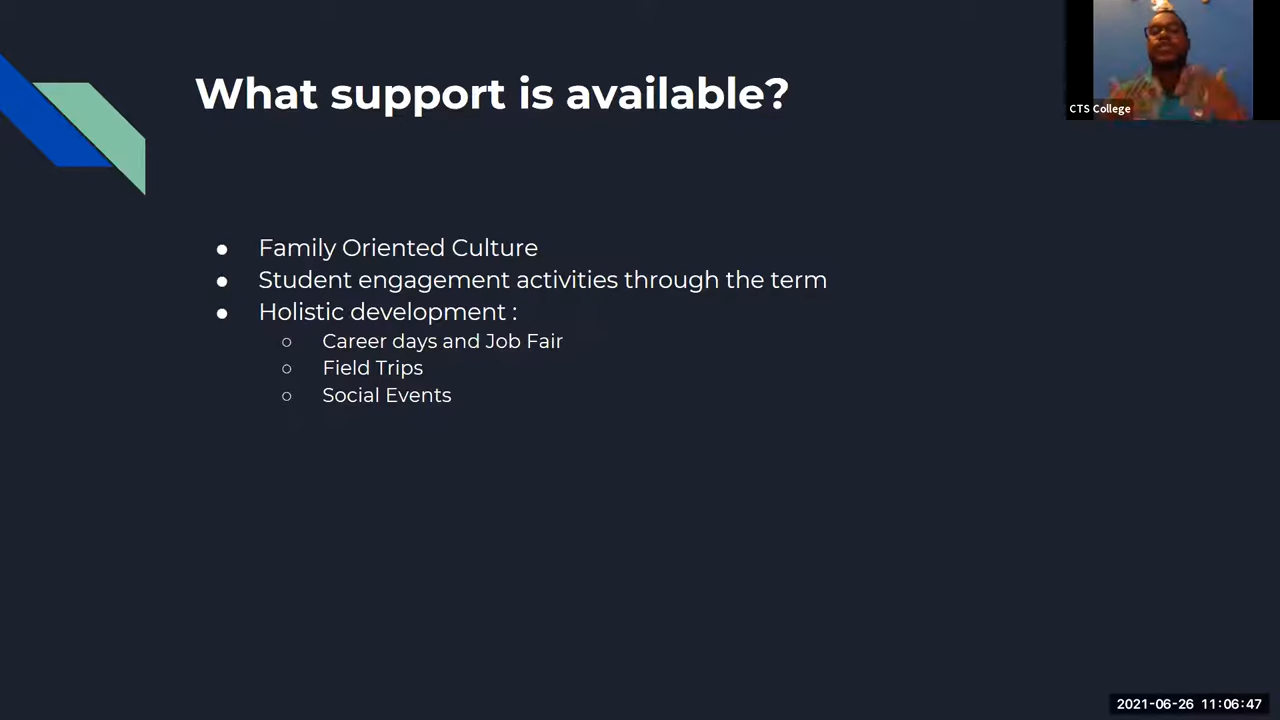 What support is available?
CTS College
● Family Oriented Culture
● Student engagement activities through the term
● Holistic development :
○ Career days and Job Fair
○ Field Trips
○ Social Events
2021-06-26 11:06:47